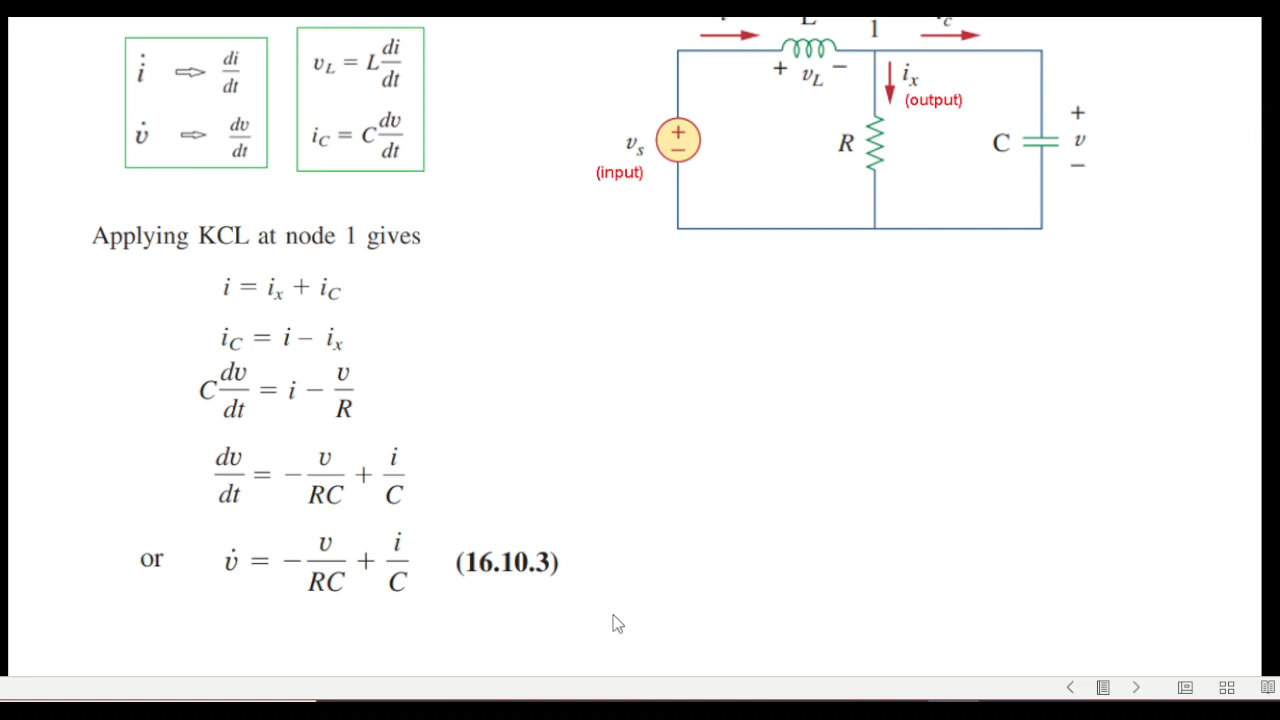 i̇ ⇨ di/dt
v̇ ⇨ dv/dt
v_L = L di/dt
i_C = C dv/dt
1
+ v_L −
i_x
(output)
v_s
(input)
+
−
R
C
+
v
−
Applying KCL at node 1 gives
i = i_x + i_C
i_C = i − i_x
C dv/dt = i − v/R
dv/dt = − v/RC + i/C
or v̇ = − v/RC + i/C (16.10.3)